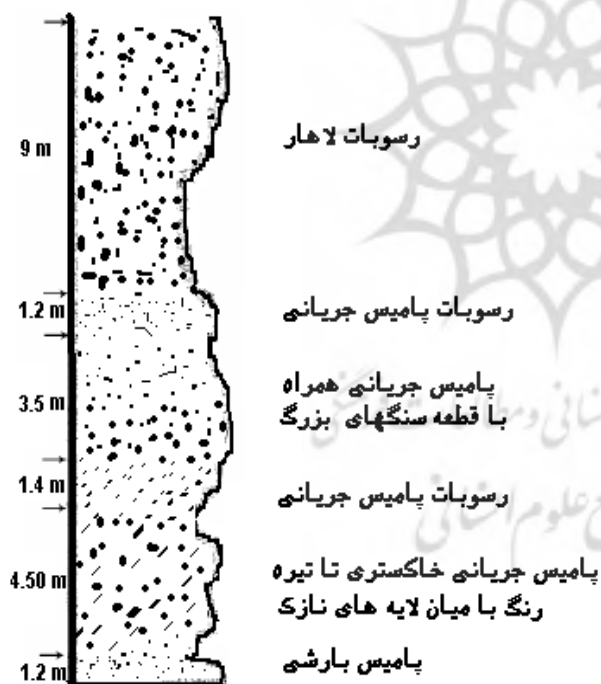 9 m
رسوبات لاهار
1.2 m
رسوبات پامیس جریانی
3.5 m
پامیس جریانی همراه
با قطعه سنگهای بزرگ
1.4 m
رسوبات پامیس جریانی
4.50 m
پامیس جریانی خاکستری تا تیره
رنگ با میان لایه های نازک
1.2 m
پامیس بارشی